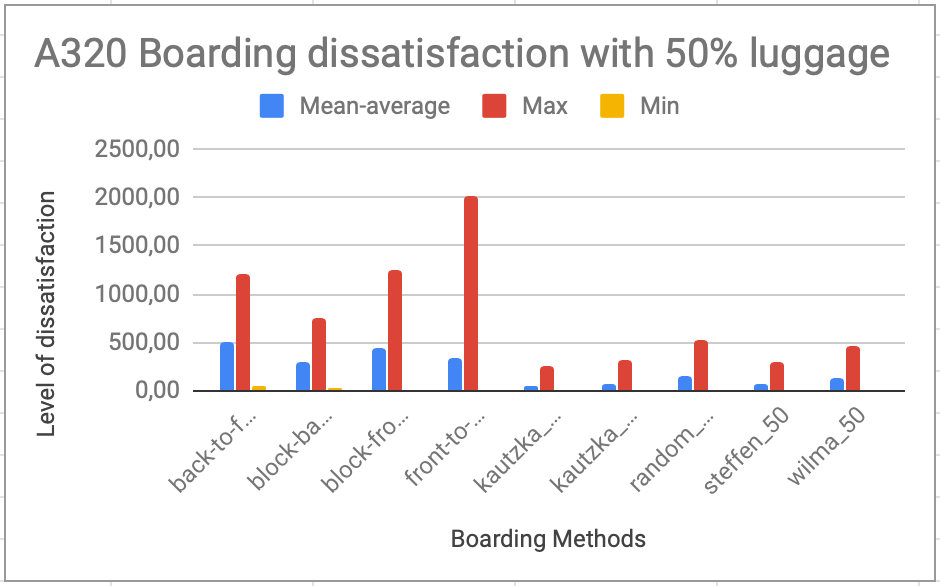 A320 Boarding dissatisfaction with 50% luggage
Mean-average Max Min
2500,00
2000,00
1500,00
1000,00
500,00
0,00
Level of dissatisfaction
back-to-f...
block-ba...
block-fro...
front-to-...
kautzka_...
kautzka_...
random_...
steffen_50
wilma_50
Boarding Methods